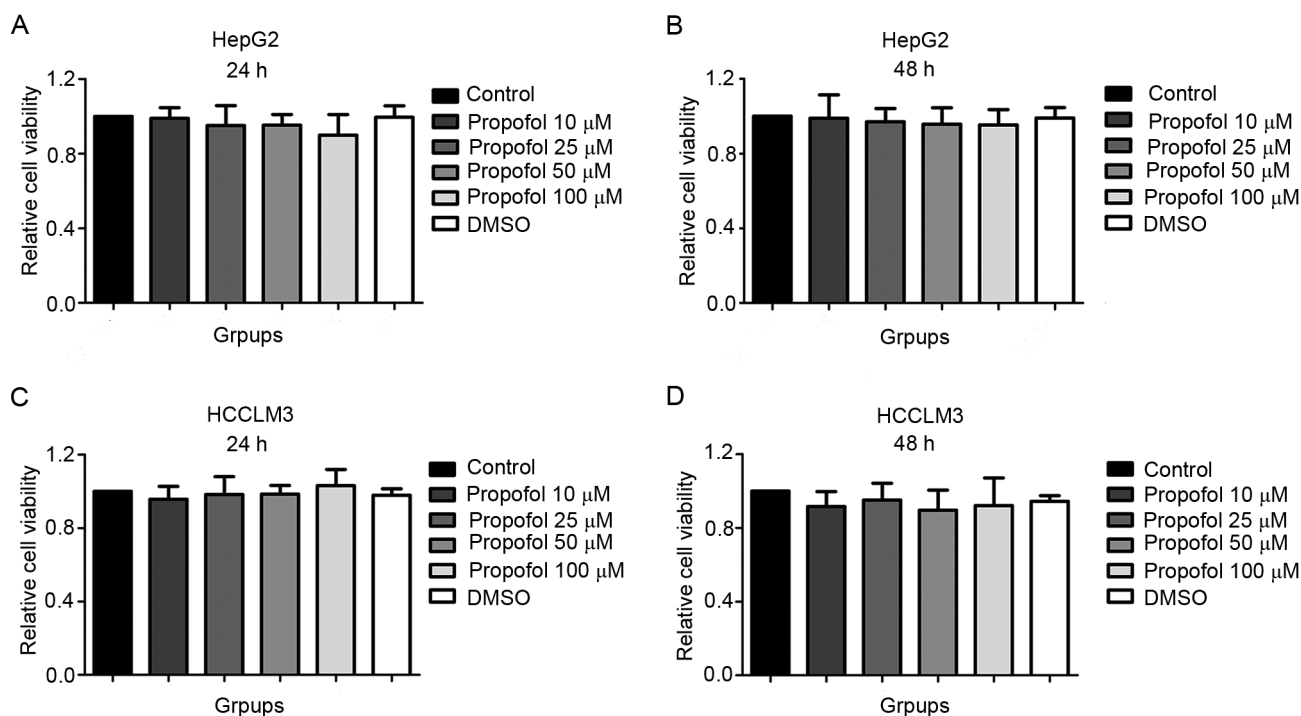 A
HepG2
24 h
Relative cell viability
1.2
0.8
0.4
0.0
Grpups
Control
Propofol 10 μM
Propofol 25 μM
Propofol 50 μM
Propofol 100 μM
DMSO
B
HepG2
48 h
Relative cell viability
1.2
0.8
0.4
0.0
Grpups
Control
Propofol 10 μM
Propofol 25 μM
Propofol 50 μM
Propofol 100 μM
DMSO
C
HCCLM3
24 h
Relative cell viability
1.2
0.8
0.4
0.0
Grpups
Control
Propofol 10 μM
Propofol 25 μM
Propofol 50 μM
Propofol 100 μM
DMSO
D
HCCLM3
48 h
Relative cell viability
1.2
0.8
0.4
0.0
Grpups
Control
Propofol 10 μM
Propofol 25 μM
Propofol 50 μM
Propofol 100 μM
DMSO